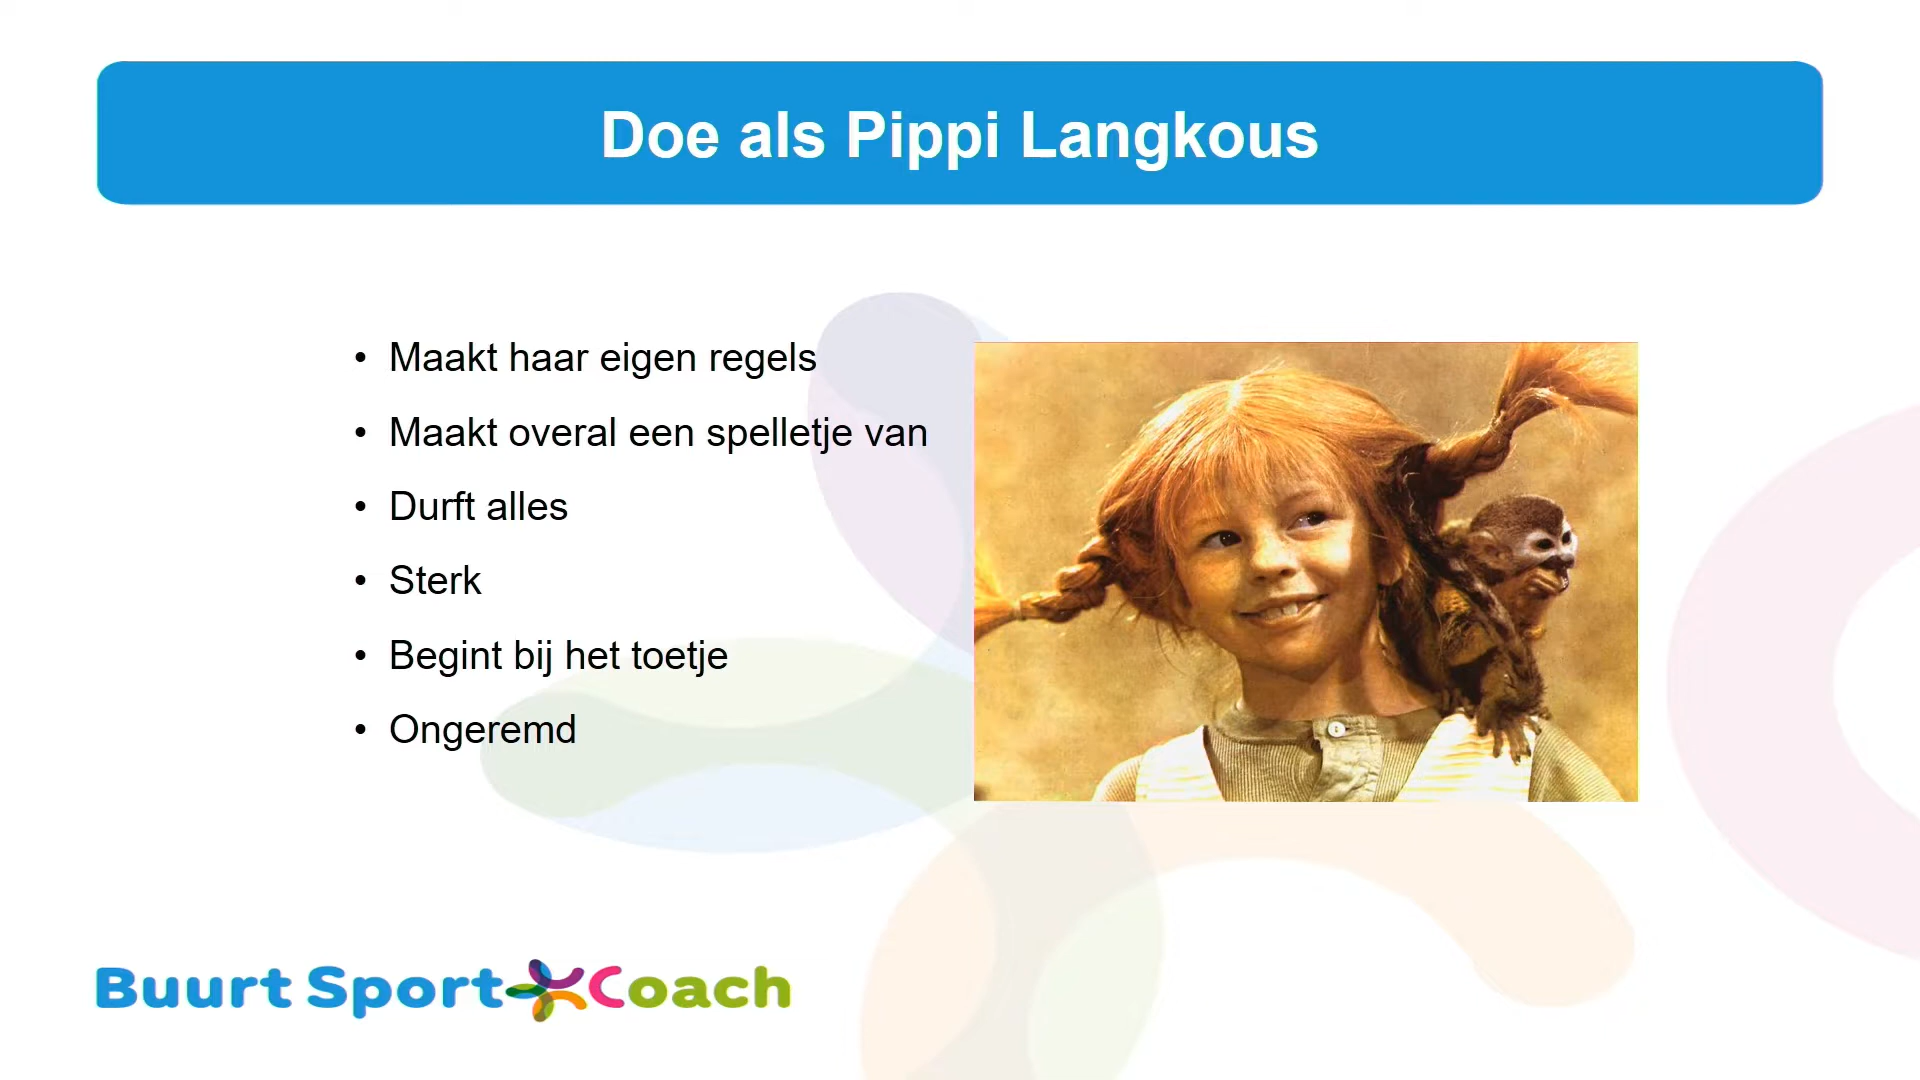 Doe als Pippi Langkous
• Maakt haar eigen regels
• Maakt overal een spelletje van
• Durft alles
• Sterk
• Begint bij het toetje
• Ongeremd
Buurt Sport Coach